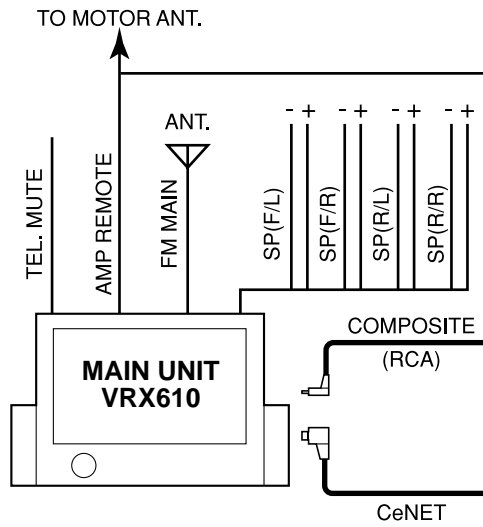 TO MOTOR ANT.
- + - + - + - +
ANT.
TEL. MUTE
AMP REMOTE
FM MAIN
SP(F/L)
SP(F/R)
SP(R/L)
SP(R/R)
COMPOSITE
(RCA)
MAIN UNIT
VRX610
CeNET